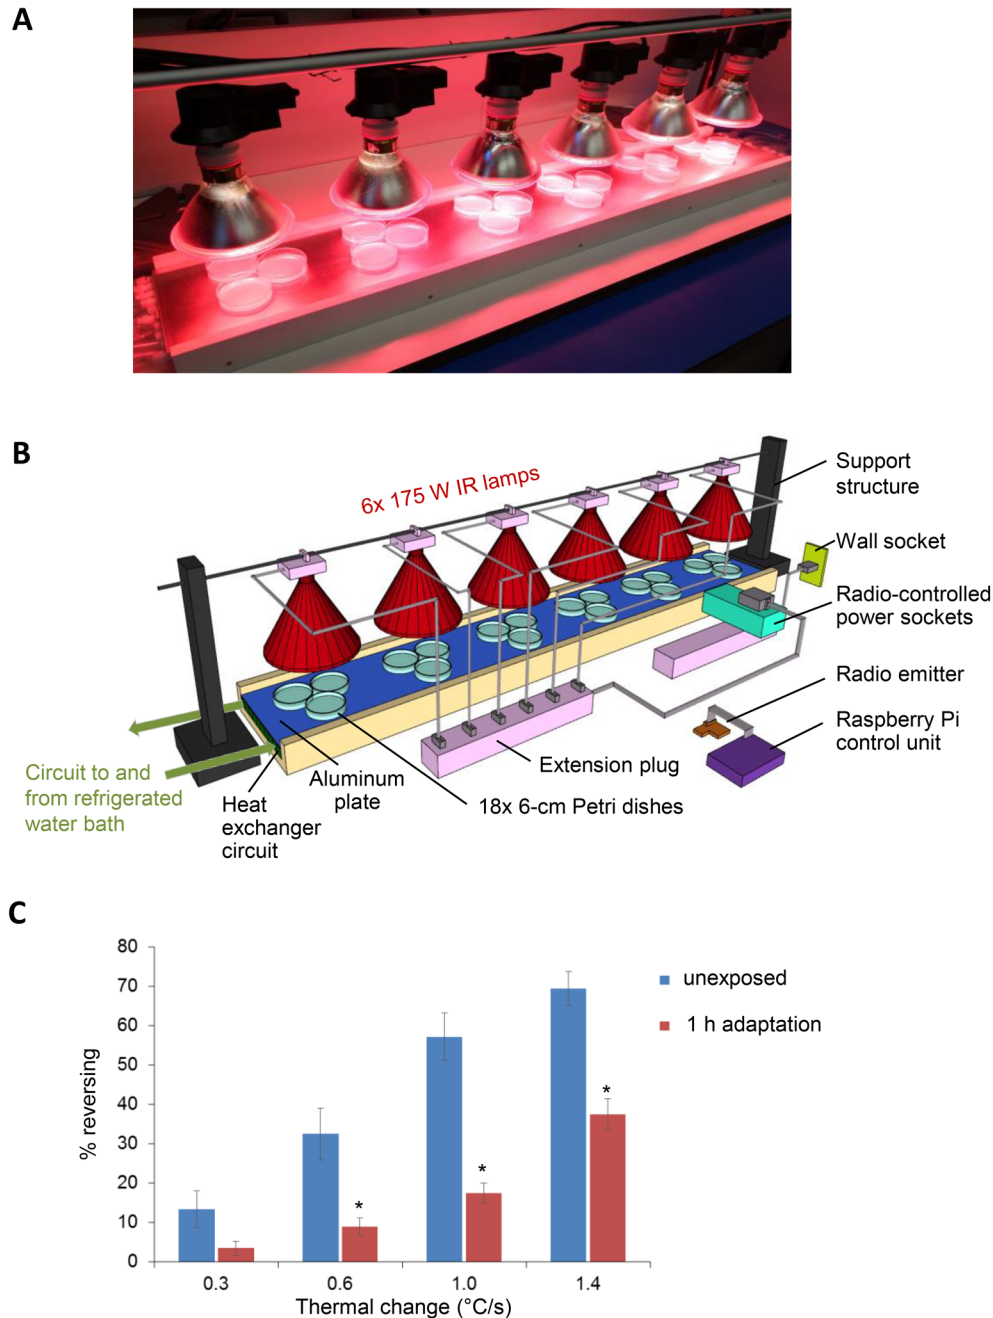 A
B
6x 175 W IR lamps
Support
structure
Wall socket
Radio-controlled
power sockets
Radio emitter
Raspberry Pi
control unit
Extension plug
18x 6-cm Petri dishes
Aluminum
plate
Heat
exchanger
circuit
Circuit to and
from refrigerated
water bath
C
80
70
60
50
40
30
20
10
0
% reversing
unexposed
1 h adaptation
*
*
*
0.3
0.6
1.0
1.4
Thermal change (°C/s)